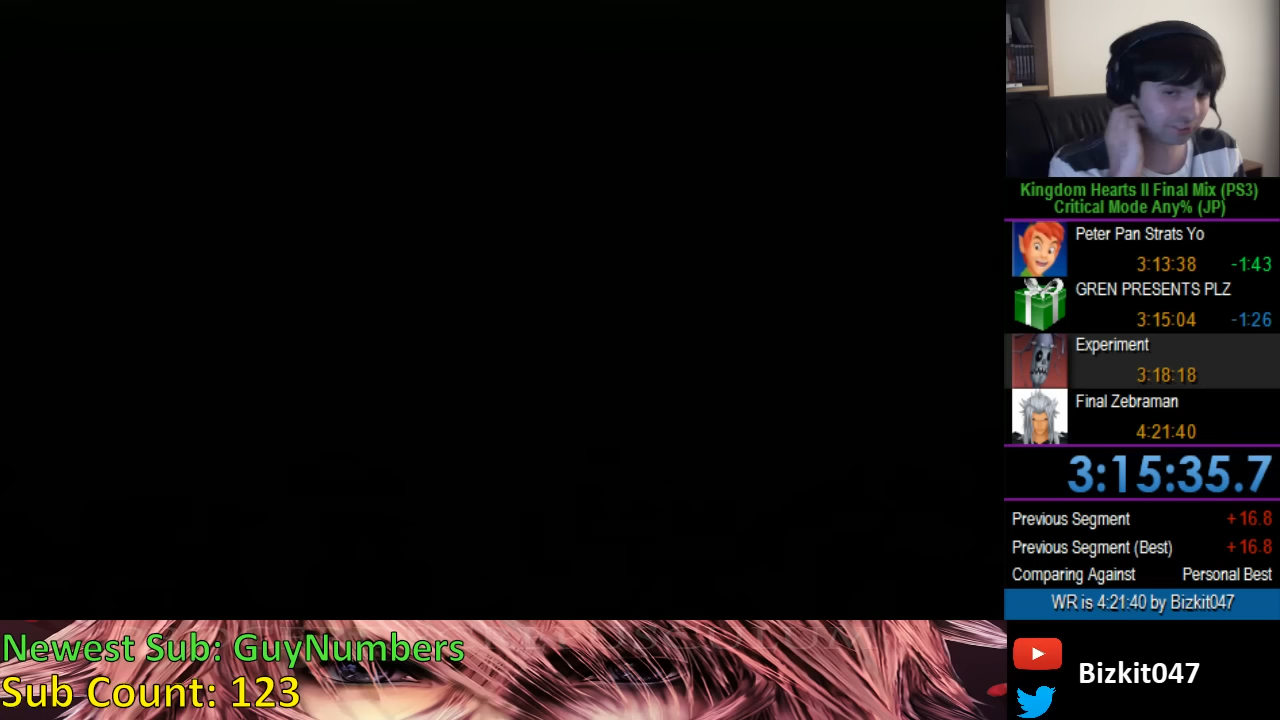 Kingdom Hearts II Final Mix (PS3)
Critical Mode Any% (JP)
Peter Pan Strats Yo
3:13:38 -1:43
GREN PRESENTS PLZ
3:15:04 -1:26
Experiment
3:18:18
Final Zebraman
4:21:40
3:15:35.7
Previous Segment +16.8
Previous Segment (Best) +16.8
Comparing Against Personal Best
WR is 4:21:40 by Bizkit047
Newest Sub: GuyNumbers
Sub Count: 123
Bizkit047